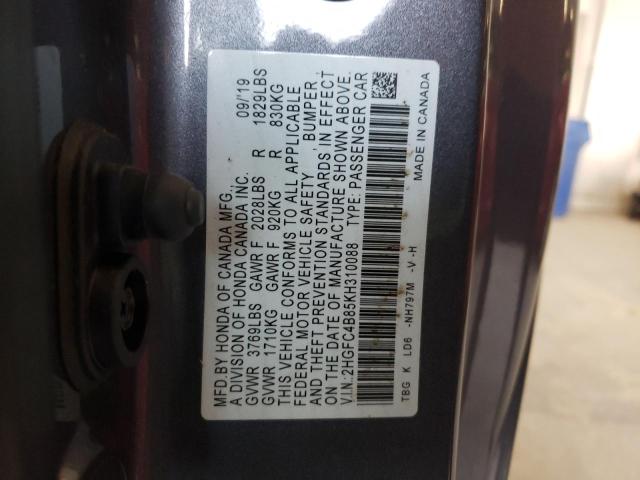 MFD.BY HONDA OF CANADA MFG., 09/'19
A DIVISION OF HONDA CANADA INC.
GVWR 3769LBS GAWR F 2028LBS R 1829LBS
GVWR 1710KG GAWR F 920KG R 830KG
THIS VEHICLE CONFORMS TO ALL APPLICABLE
FEDERAL MOTOR VEHICLE SAFETY, BUMPER,
AND THEFT PREVENTION STANDARDS IN EFFECT
ON THE DATE OF MANUFACTURE SHOWN ABOVE.
V.I.N.:2HGFC4B85KH310088 TYPE: PASSENGER CAR
TBG K LD6 -NH797M -V -H
MADE IN CANADA